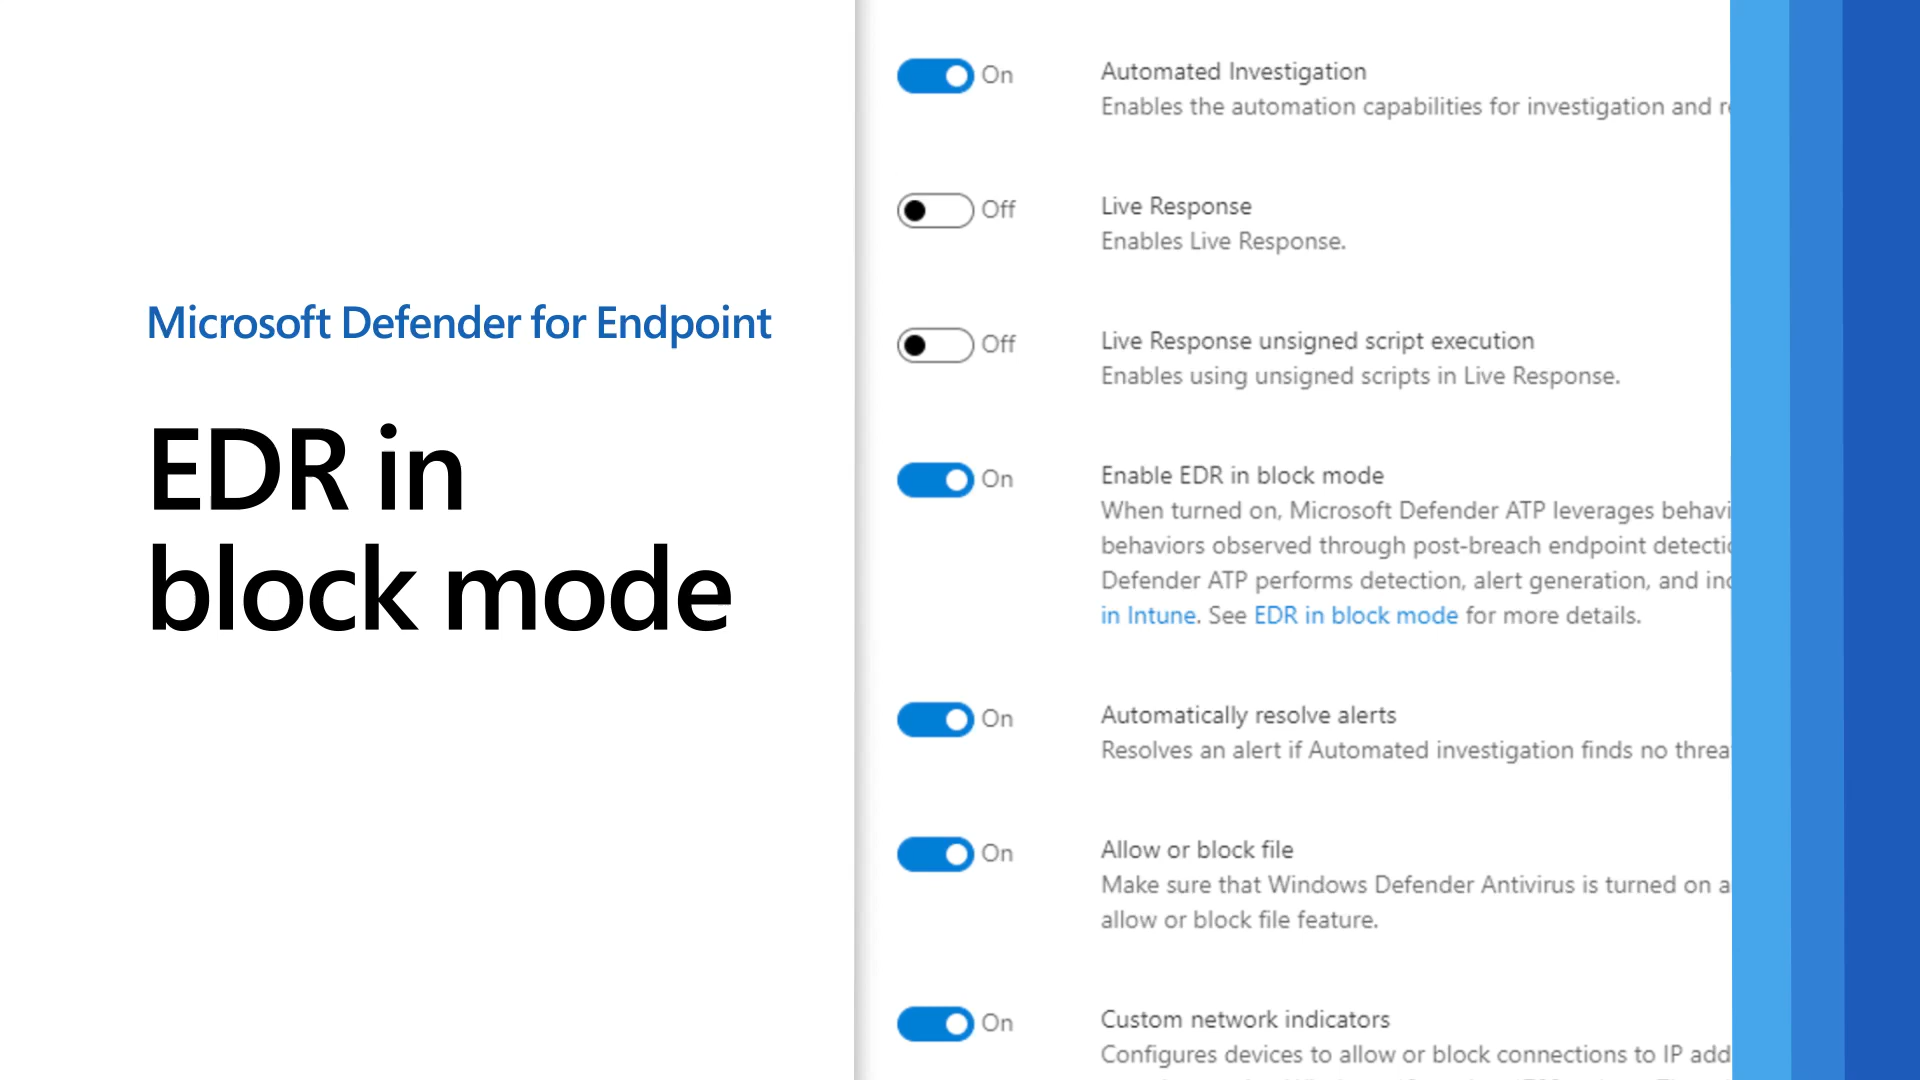 Microsoft Defender for Endpoint
EDR in
block mode
On
Automated Investigation
Enables the automation capabilities for investigation and
Off
Live Response
Enables Live Response.
Off
Live Response unsigned script execution
Enables using unsigned scripts in Live Response.
On
Enable EDR in block mode
When turned on, Microsoft Defender ATP leverages behavi
behaviors observed through post-breach endpoint detecti
Defender ATP performs detection, alert generation, and
in Intune. See EDR in block mode for more details.
On
Automatically resolve alerts
Resolves an alert if Automated investigation finds no threa
On
Allow or block file
Make sure that Windows Defender Antivirus is turned on a
allow or block file feature.
On
Custom network indicators
Configures devices to allow or block connections to IP add